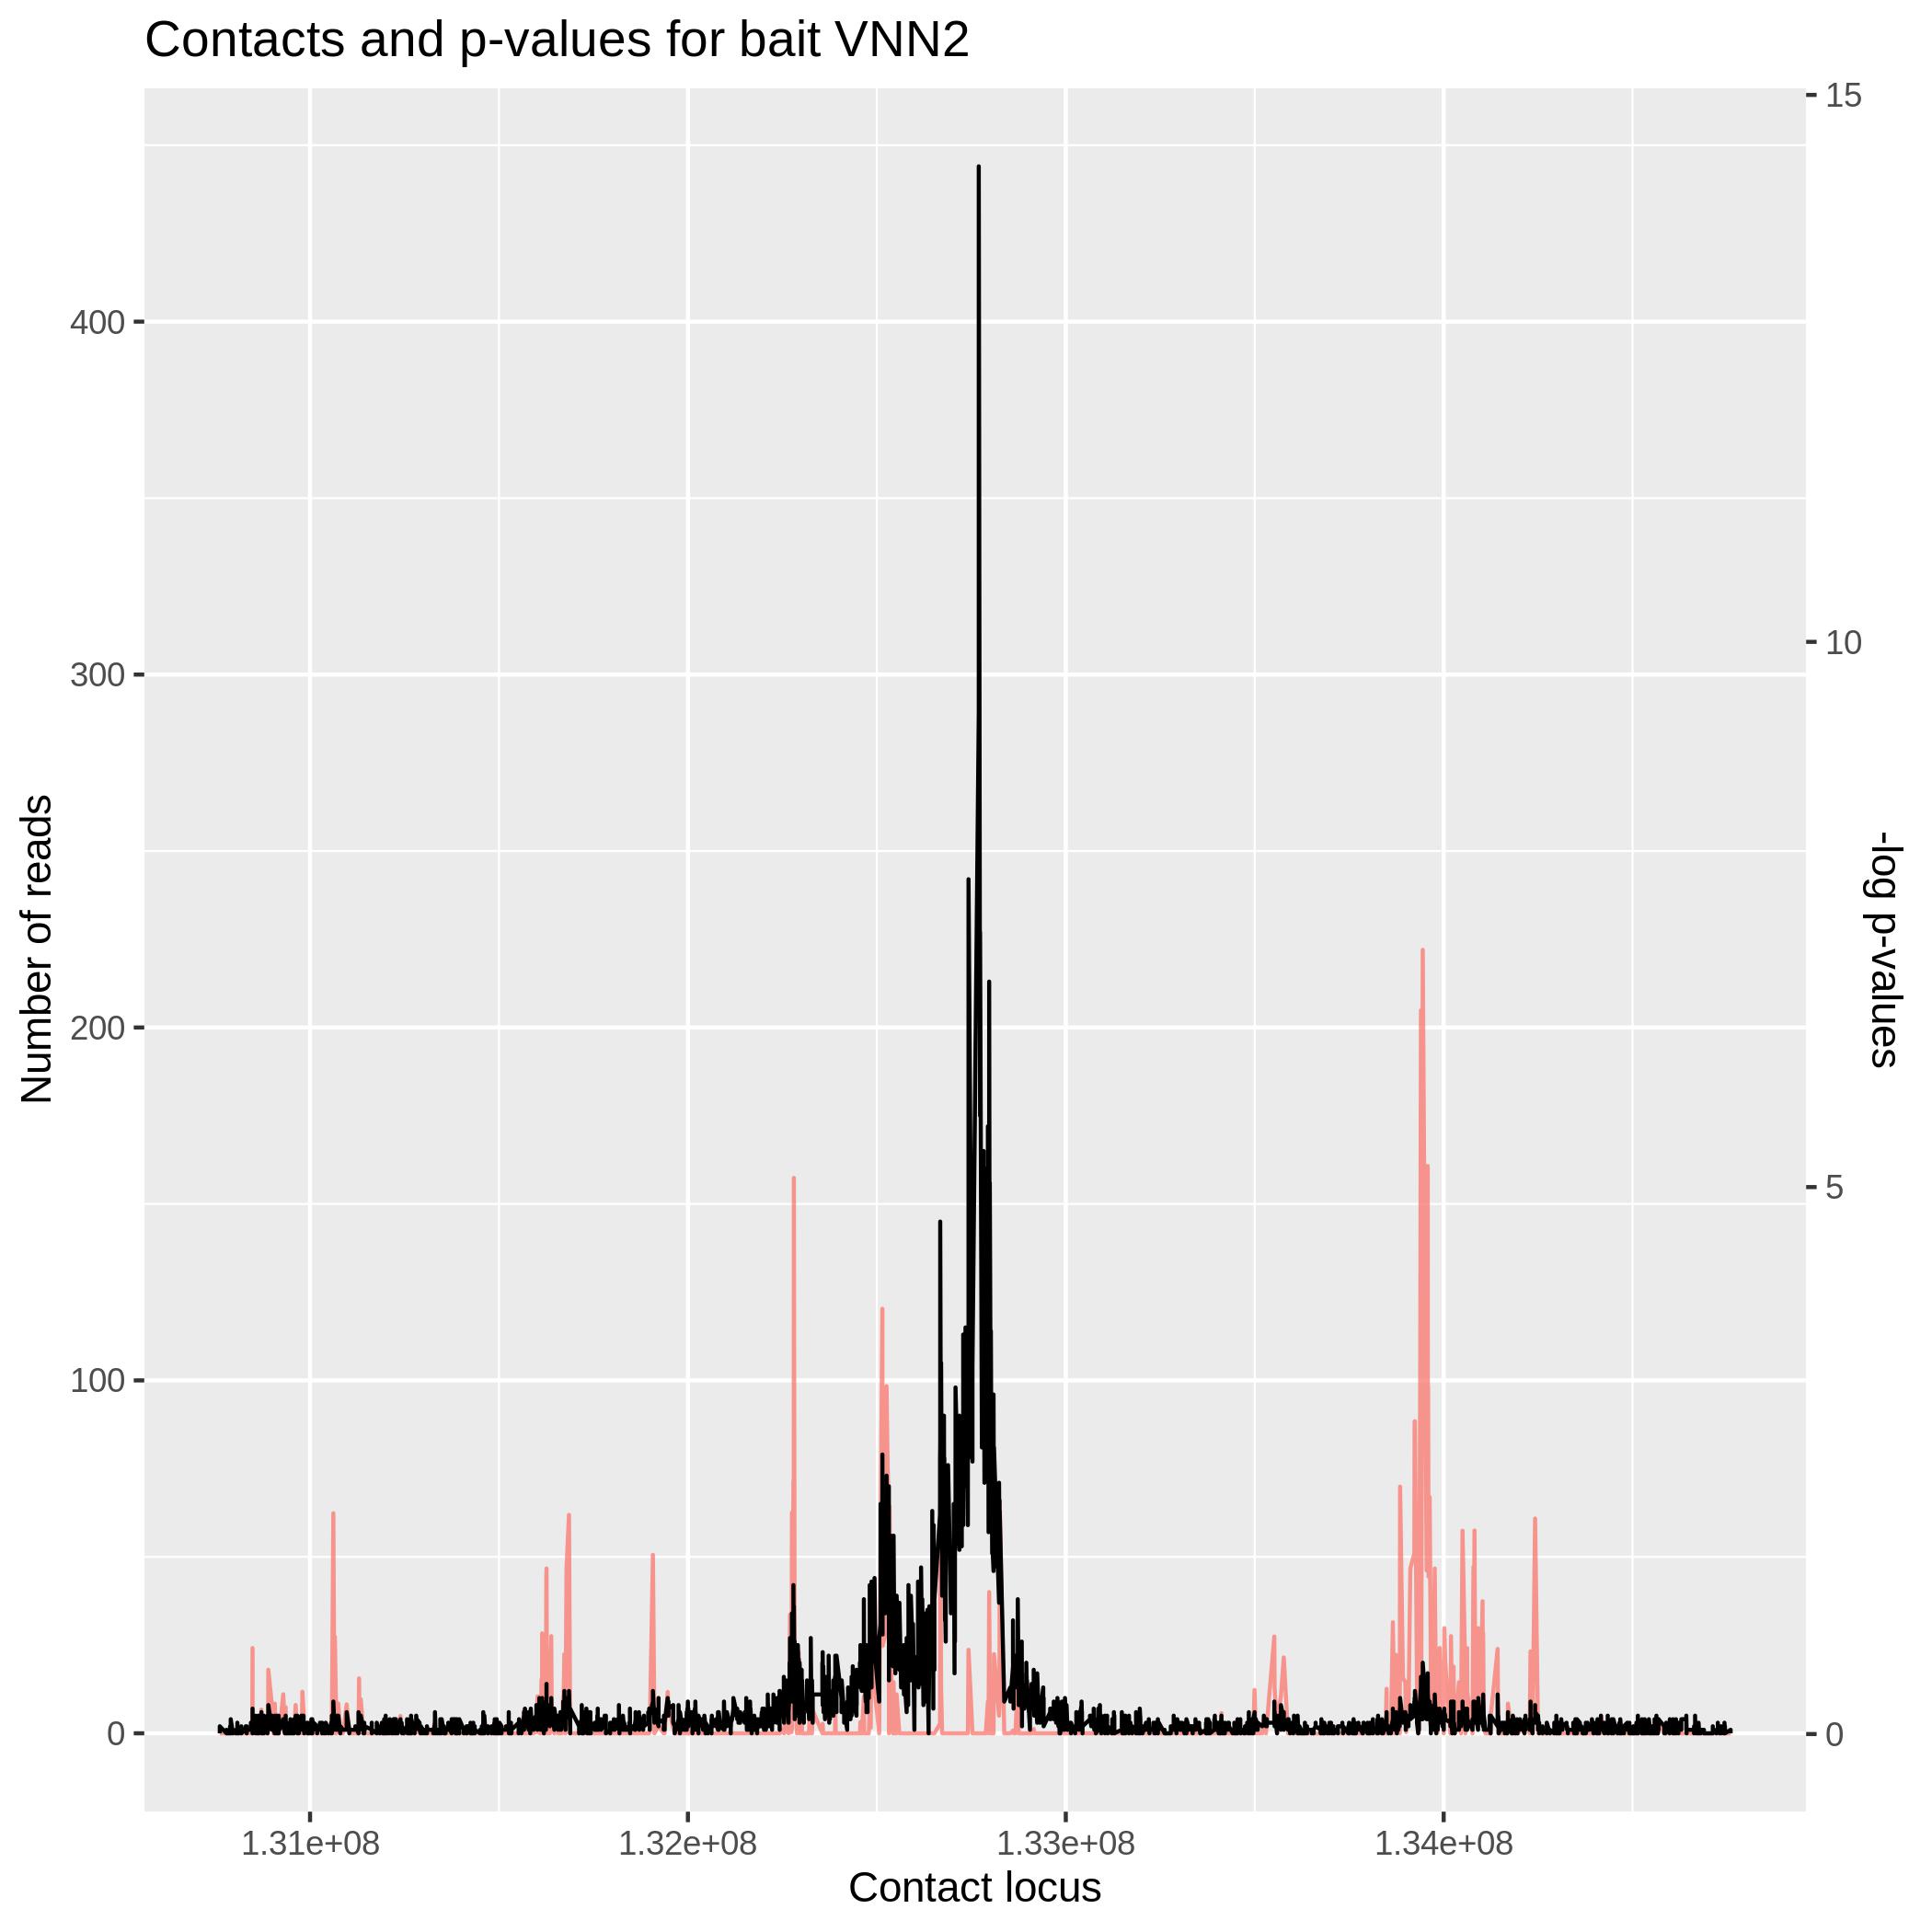 Contacts and p-values for bait VNN2
15
400
10
300
Number of reads
-log p-values
200
5
100
0
0
1.31e+08
1.32e+08
1.33e+08
1.34e+08
Contact locus